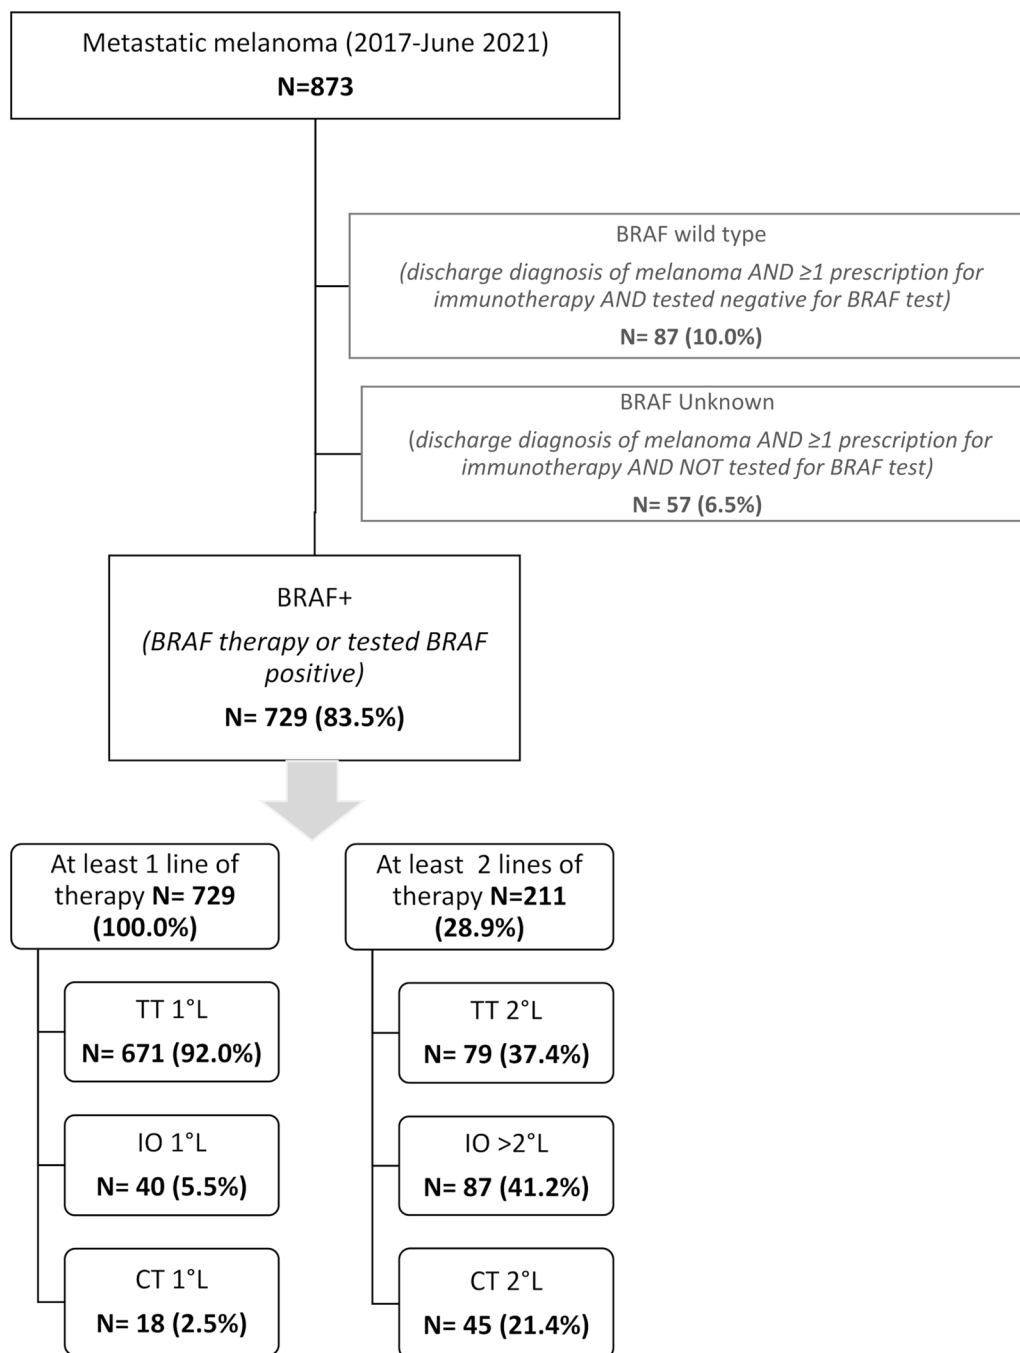 Metastatic melanoma (2017-June 2021)
N=873
BRAF wild type
(discharge diagnosis of melanoma AND ≥1 prescription for
immunotherapy AND tested negative for BRAF test)
N= 87 (10.0%)
BRAF Unknown
(discharge diagnosis of melanoma AND ≥1 prescription for
immunotherapy AND NOT tested for BRAF test)
N= 57 (6.5%)
BRAF+
(BRAF therapy or tested BRAF
positive)
N= 729 (83.5%)
At least 1 line of
therapy N= 729
(100.0%)
TT 1°L
N= 671 (92.0%)
IO 1°L
N= 40 (5.5%)
CT 1°L
N= 18 (2.5%)
At least  2 lines of
therapy N=211
(28.9%)
TT 2°L
N= 79 (37.4%)
IO >2°L
N= 87 (41.2%)
CT 2°L
N= 45 (21.4%)